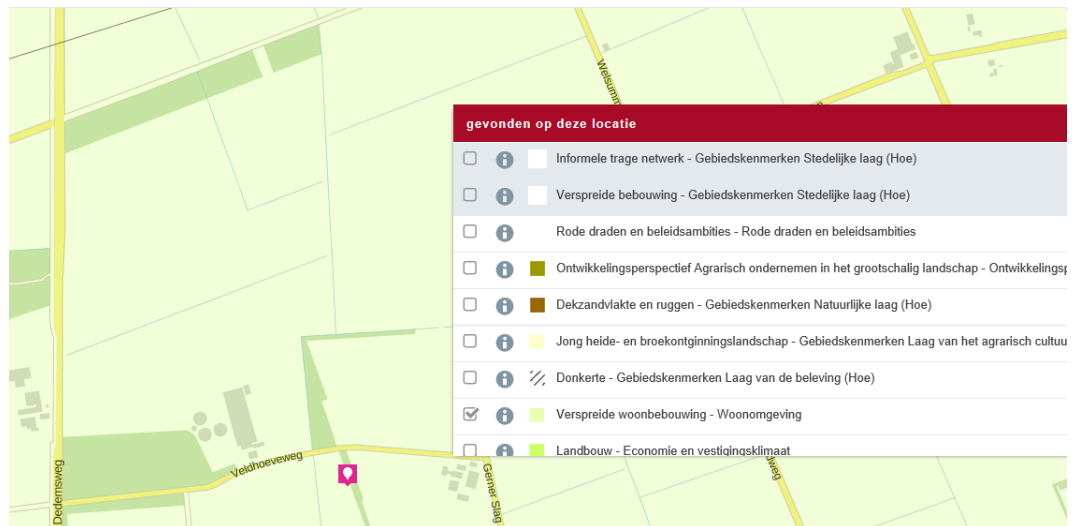 Welsumm
gevonden op deze locatie
Informele trage netwerk - Gebiedskenmerken Stedelijke laag (Hoe)
Verspreide bebouwing - Gebiedskenmerken Stedelijke laag (Hoe)
Rode draden en beleidsambities - Rode draden en beleidsambities
Ontwikkelingsperspectief Agrarisch ondernemen in het grootschalig landschap - Ontwikkelingsp
Dekzandvlakte en ruggen - Gebiedskenmerken Natuurlijke laag (Hoe)
Jong heide- en broekontginningslandschap - Gebiedskenmerken Laag van het agrarisch cultuu
Donkerte - Gebiedskenmerken Laag van de beleving (Hoe)
Verspreide woonbebouwing - Woonomgeving
Landbouw - Economie en vestigingsklimaat
Veldhoeveweg
Dedemsweg
Gerner Slag
weg